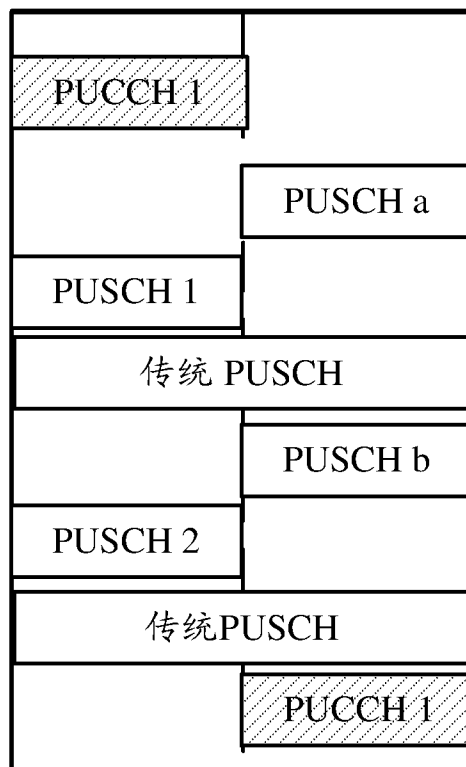 PUCCH 1
PUSCH a
PUSCH 1
传统 PUSCH
PUSCH b
PUSCH 2
传统PUSCH
PUCCH 1